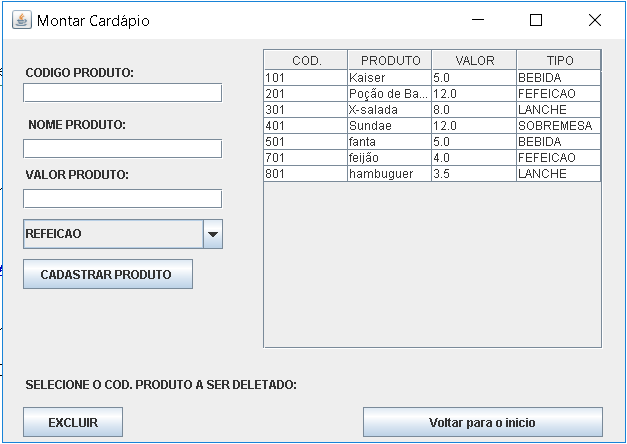 Montar Cardápio
CODIGO PRODUTO:
NOME PRODUTO:
VALOR PRODUTO:
REFEICAO
CADASTRAR PRODUTO
COD. PRODUTO VALOR TIPO
101 Kaiser 5.0 BEBIDA
201 Poção de Ba... 12.0 FEFEICAO
301 X-salada 8.0 LANCHE
401 Sundae 12.0 SOBREMESA
501 fanta 5.0 BEBIDA
701 feijão 4.0 FEFEICAO
801 hambuguer 3.5 LANCHE
SELECIONE O COD. PRODUTO A SER DELETADO:
EXCLUIR
Voltar para o inicio